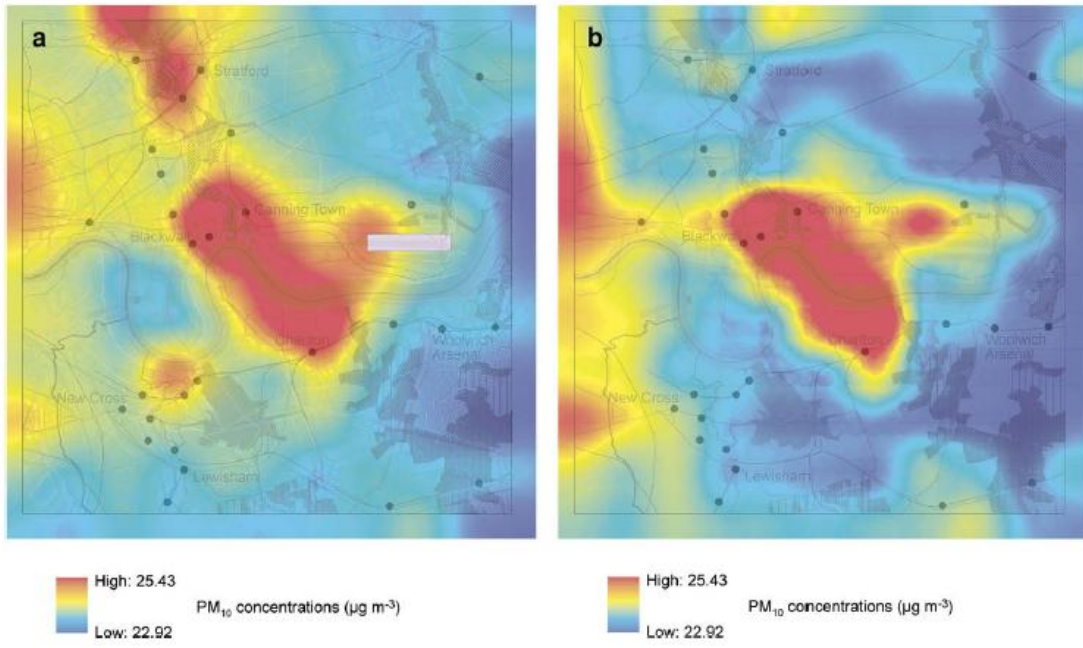 a
Stratford
Canning Town
Charlton
Woolwich
Arsenal
New Cross
Lewisham
High: 25.43
PM₁₀ concentrations (µg m⁻³)
Low: 22.92
b
Stratford
Canning Town
Charlton
Woolwich
Arsenal
New Cross
Lewisham
High: 25.43
PM₁₀ concentrations (µg m⁻³)
Low: 22.92